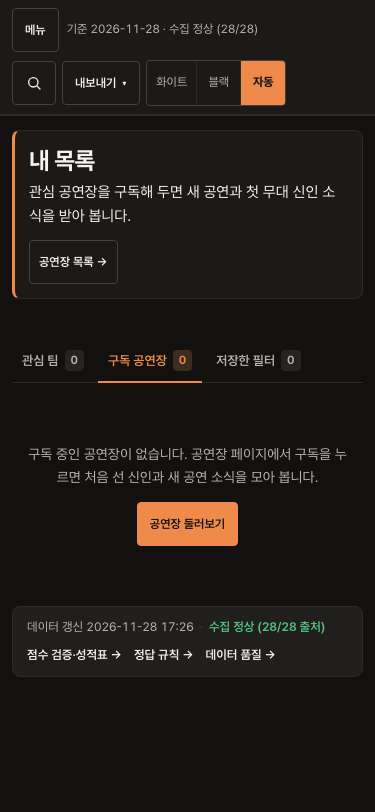 메뉴 기준 2026-11-28 · 수집 정상 (28/28)
내보내기 ▾ 화이트 블랙 자동
내 목록
관심 공연장을 구독해 두면 새 공연과 첫 무대 신인 소
식을 받아 봅니다.
공연장 목록 →
관심 팀 0 구독 공연장 0 저장한 필터 0
구독 중인 공연장이 없습니다. 공연장 페이지에서 구독을 누
르면 처음 선 신인과 새 공연 소식을 모아 봅니다.
공연장 둘러보기
데이터 갱신 2026-11-28 17:26 · 수집 정상 (28/28 출처)
점수 검증·성적표 → 정답 규칙 → 데이터 품질 →